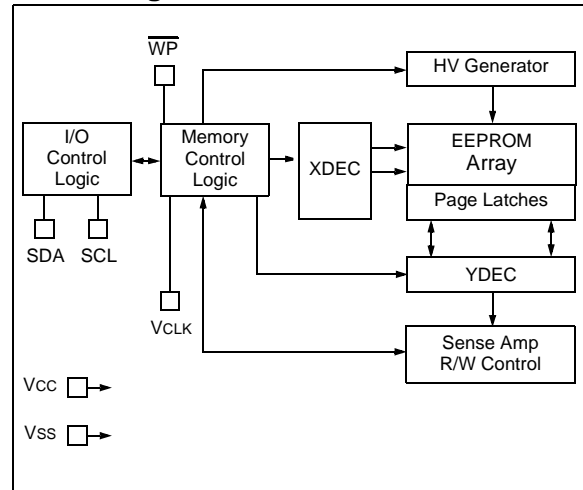 WP
HV Generator
I/O
Control
Logic
Memory
Control
Logic
XDEC
EEPROM
Array
Page Latches
SDA
SCL
YDEC
VCLK
Sense Amp
R/W Control
VCC
VSS